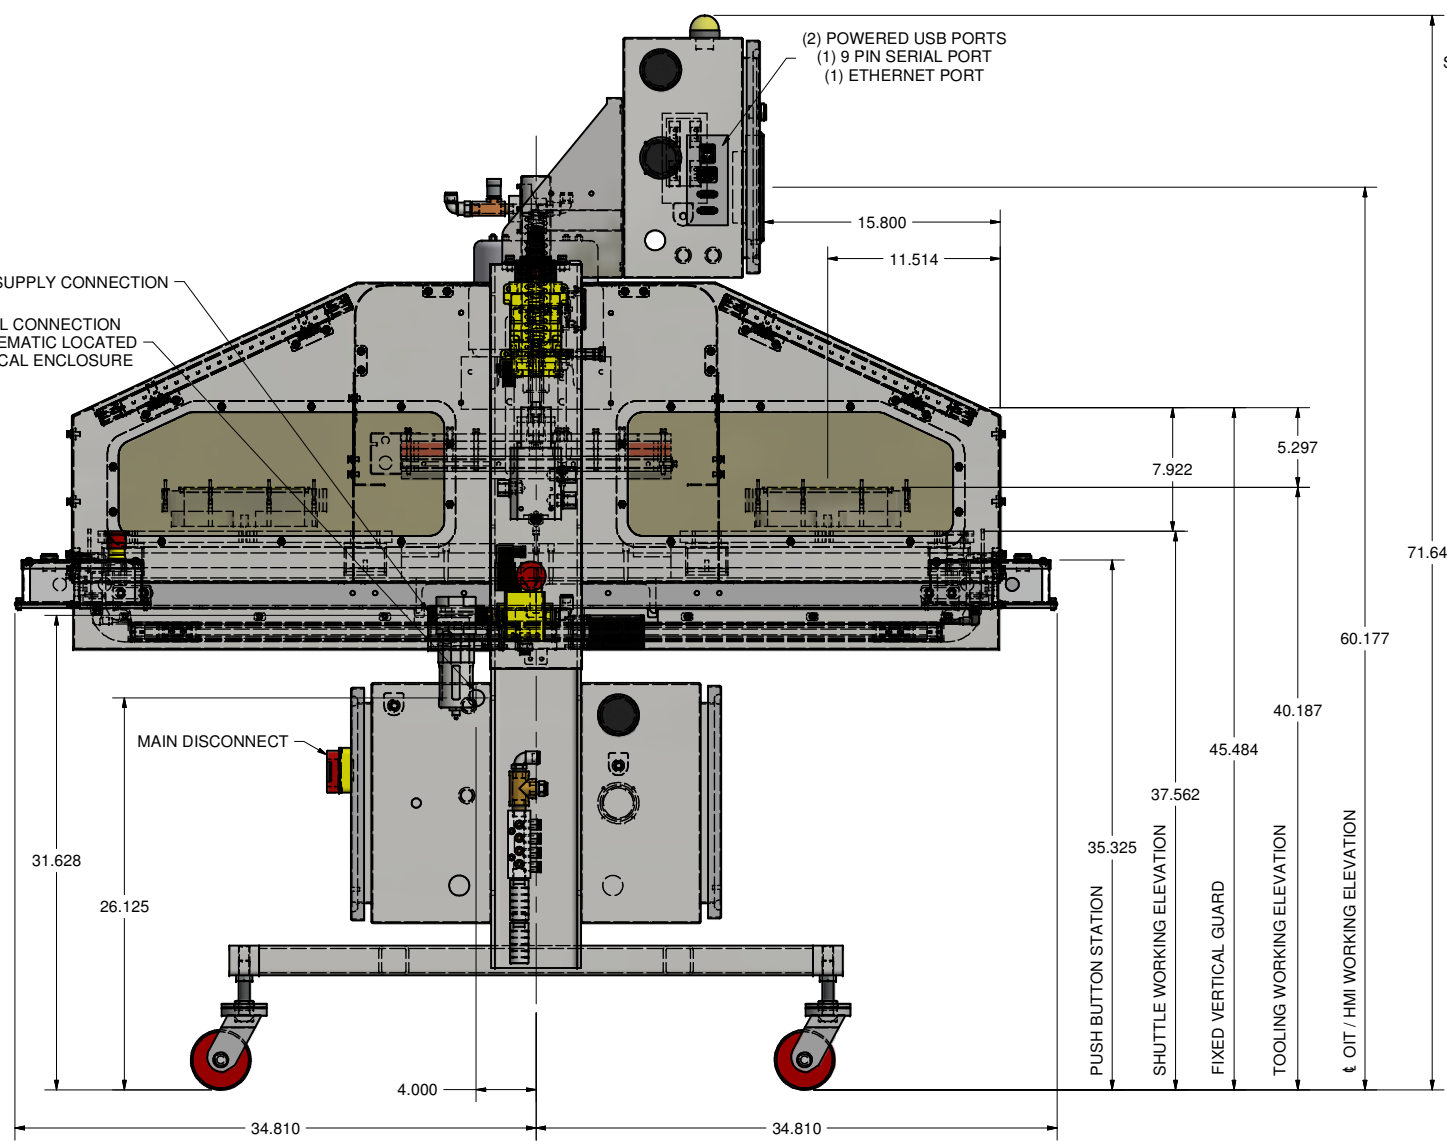 (2) POWERED USB PORTS
(1) 9 PIN SERIAL PORT
(1) ETHERNET PORT
15.800
11.514
SUPPLY CONNECTION
L CONNECTION
EMATIC LOCATED
CAL ENCLOSURE
5.297
7.922
71.64
60.177
40.187
45.484
37.562
35.325
31.628
26.125
MAIN DISCONNECT
PUSH BUTTON STATION
SHUTTLE WORKING ELEVATION
FIXED VERTICAL GUARD
TOOLING WORKING ELEVATION
℄ OIT / HMI WORKING ELEVATION
4.000
34.810
34.810